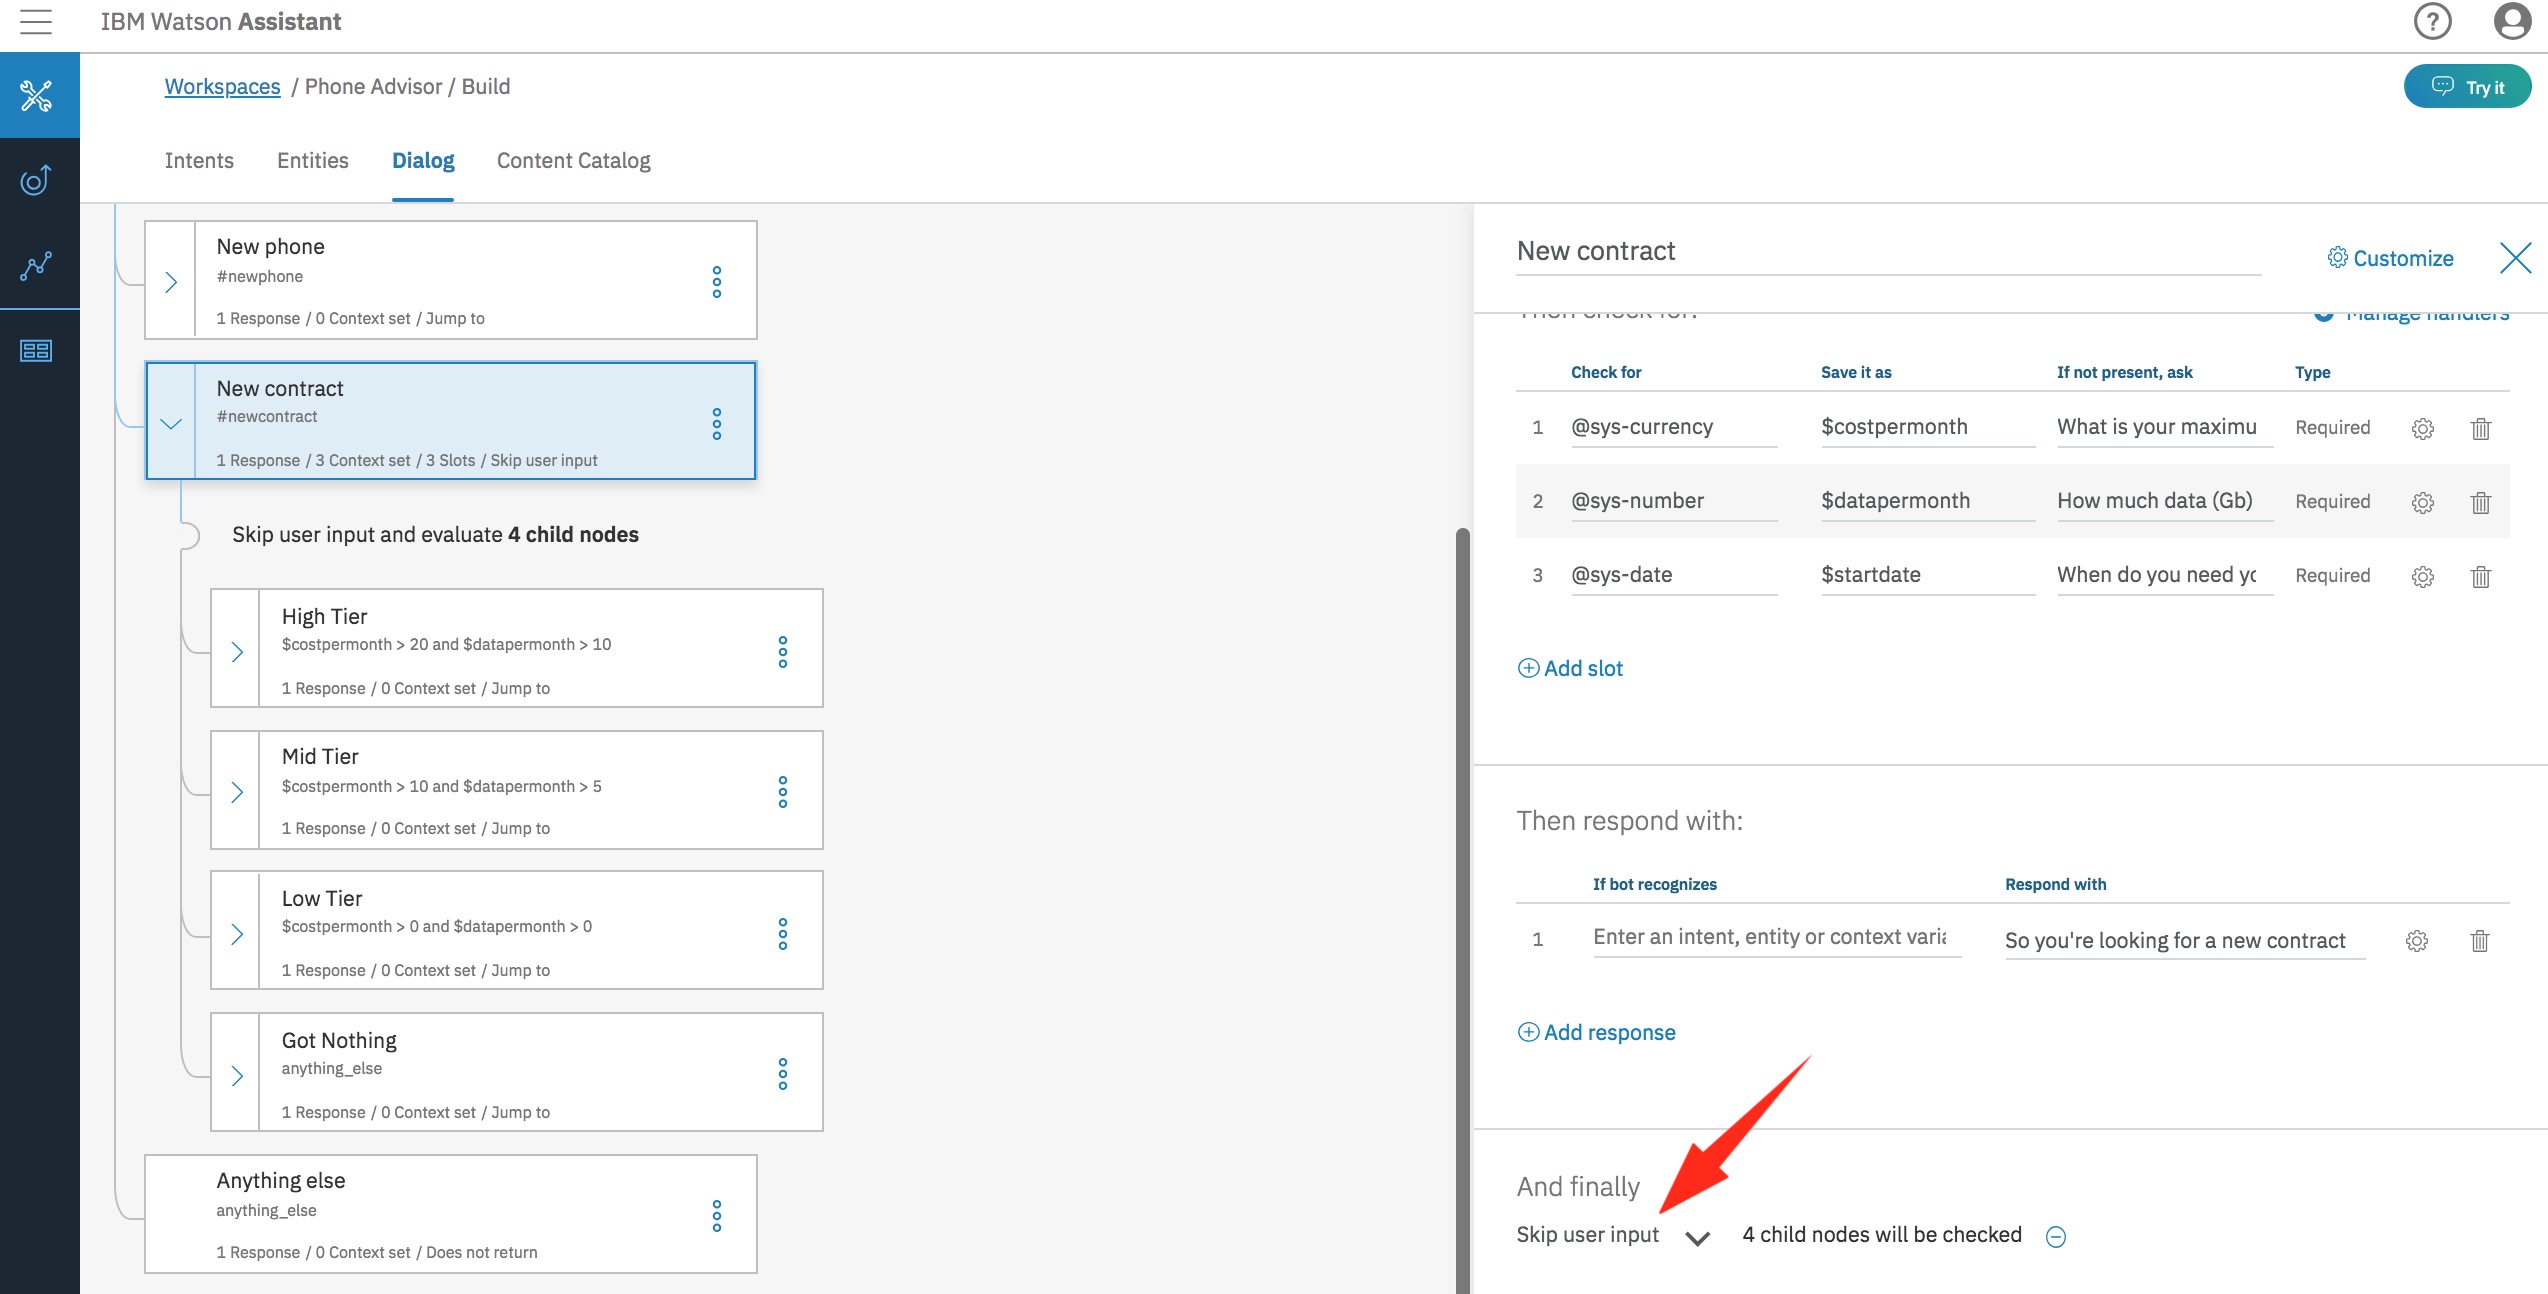 IBM Watson Assistant
Workspaces / Phone Advisor / Build
Try it
Intents Entities Dialog Content Catalog
New phone
#newphone
1 Response / 0 Context set / Jump to
New contract
#newcontract
1 Response / 3 Context set / 3 Slots / Skip user input
Skip user input and evaluate 4 child nodes
High Tier
$costpermonth > 20 and $datapermonth > 10
1 Response / 0 Context set / Jump to
Mid Tier
$costpermonth > 10 and $datapermonth > 5
1 Response / 0 Context set / Jump to
Low Tier
$costpermonth > 0 and $datapermonth > 0
1 Response / 0 Context set / Jump to
Got Nothing
anything_else
1 Response / 0 Context set / Jump to
Anything else
anything_else
1 Response / 0 Context set / Does not return
New contract
Customize
Then check for:
Manage handlers
Check for Save it as If not present, ask Type
1 @sys-currency $costpermonth What is your maximu Required
2 @sys-number $datapermonth How much data (Gb) Required
3 @sys-date $startdate When do you need yo Required
Add slot
Then respond with:
If bot recognizes Respond with
1 Enter an intent, entity or context varia So you're looking for a new contract
Add response
And finally
Skip user input 4 child nodes will be checked